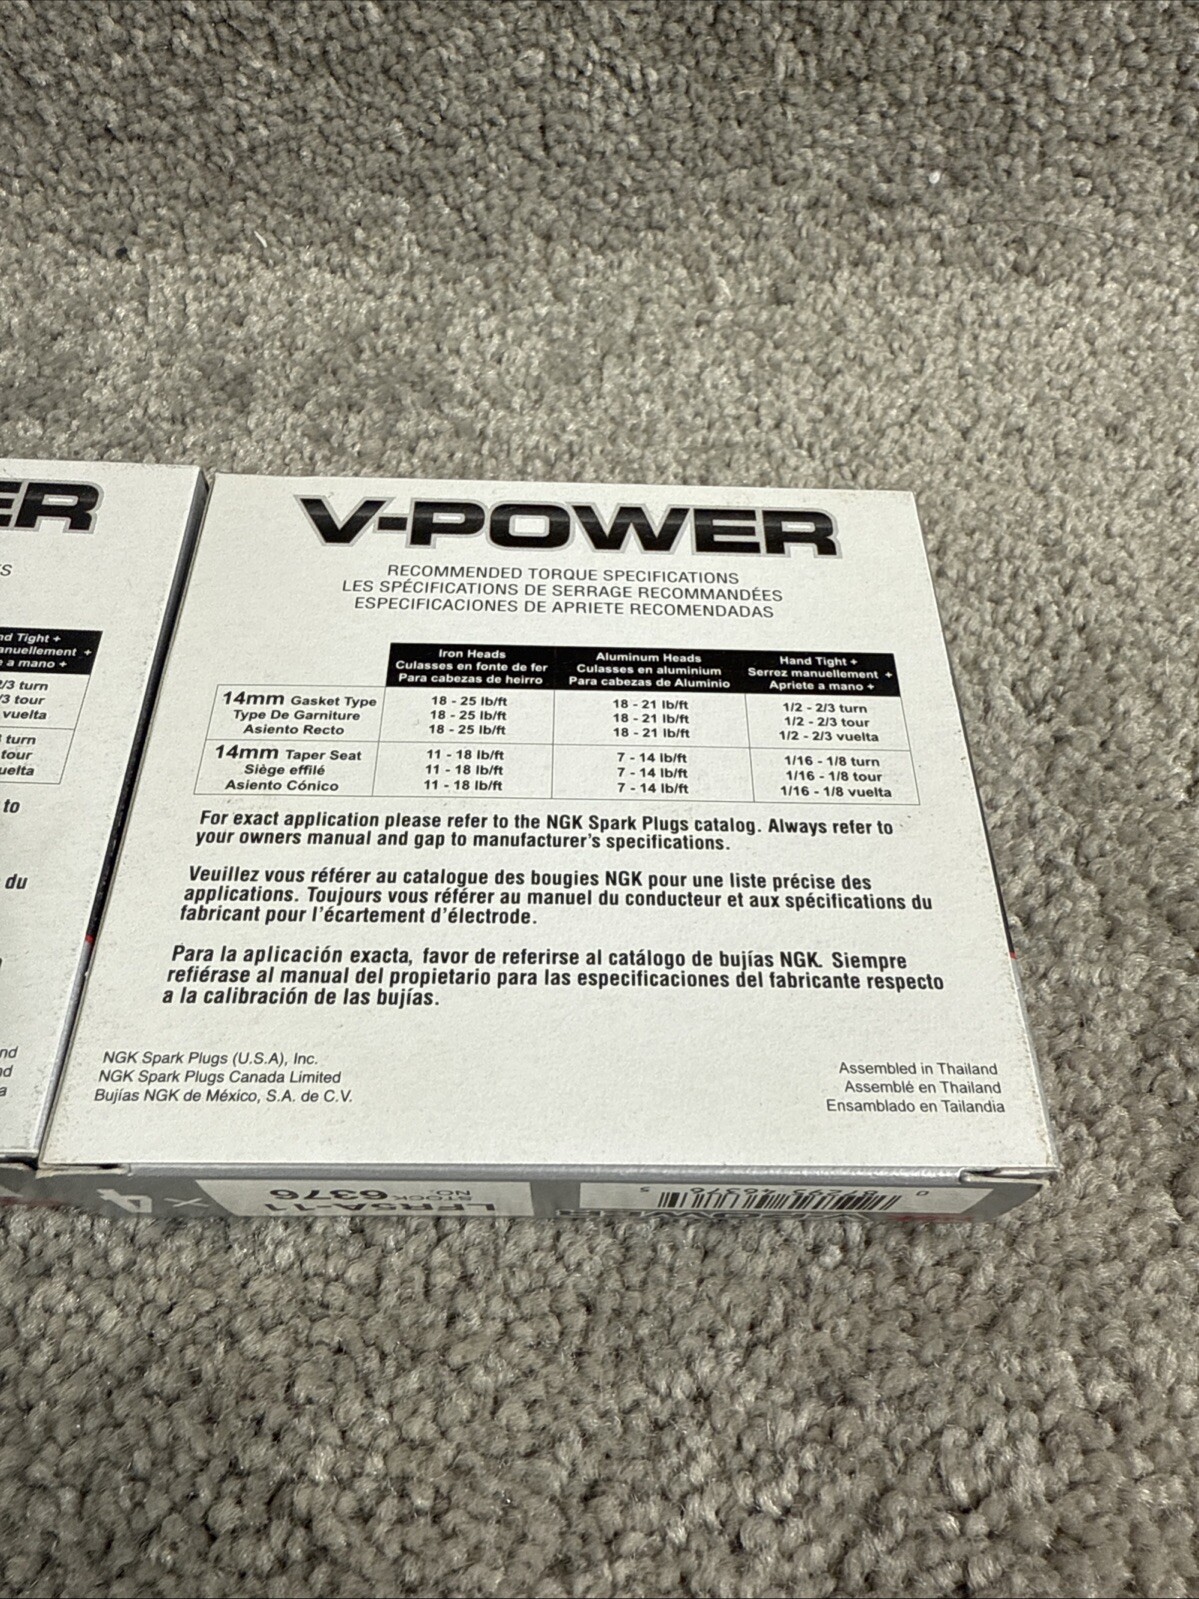 ER
S
nd Tight +
anuellement +
e a mano +
2/3 turn
/3 tour
vuelta
turn
tour
uelta
to
du
nd
nd
a
V-POWER
RECOMMENDED TORQUE SPECIFICATIONS
LES SPÉCIFICATIONS DE SERRAGE RECOMMANDÉES
ESPECIFICACIONES DE APRIETE RECOMENDADAS
Iron Heads
Culasses en fonte de fer
Para cabezas de heirro
Aluminum Heads
Culasses en aluminium
Para cabezas de Aluminio
Hand Tight +
Serrez manuellement +
Apriete a mano +
14mm Gasket Type 18 - 25 lb/ft 18 - 21 lb/ft 1/2 - 2/3 turn
Type De Garniture 18 - 25 lb/ft 18 - 21 lb/ft 1/2 - 2/3 tour
Asiento Recto 18 - 25 lb/ft 18 - 21 lb/ft 1/2 - 2/3 vuelta
14mm Taper Seat 11 - 18 lb/ft 7 - 14 lb/ft 1/16 - 1/8 turn
Siège effilé 11 - 18 lb/ft 7 - 14 lb/ft 1/16 - 1/8 tour
Asiento Cónico 11 - 18 lb/ft 7 - 14 lb/ft 1/16 - 1/8 vuelta
For exact application please refer to the NGK Spark Plugs catalog. Always refer to
your owners manual and gap to manufacturer's specifications.
Veuillez vous référer au catalogue des bougies NGK pour une liste précise des
applications. Toujours vous référer au manuel du conducteur et aux spécifications du
fabricant pour l'écartement d'électrode.
Para la aplicación exacta, favor de referirse al catálogo de bujías NGK. Siempre
refiérase al manual del propietario para las especificaciones del fabricante respecto
a la calibración de las bujías.
NGK Spark Plugs (U.S.A), Inc.
NGK Spark Plugs Canada Limited
Bujías NGK de México, S.A. de C.V.
Assembled in Thailand
Assemblé en Thailand
Ensamblado en Tailandia
LFR5A-11
STOCK NO. 6376
× 4